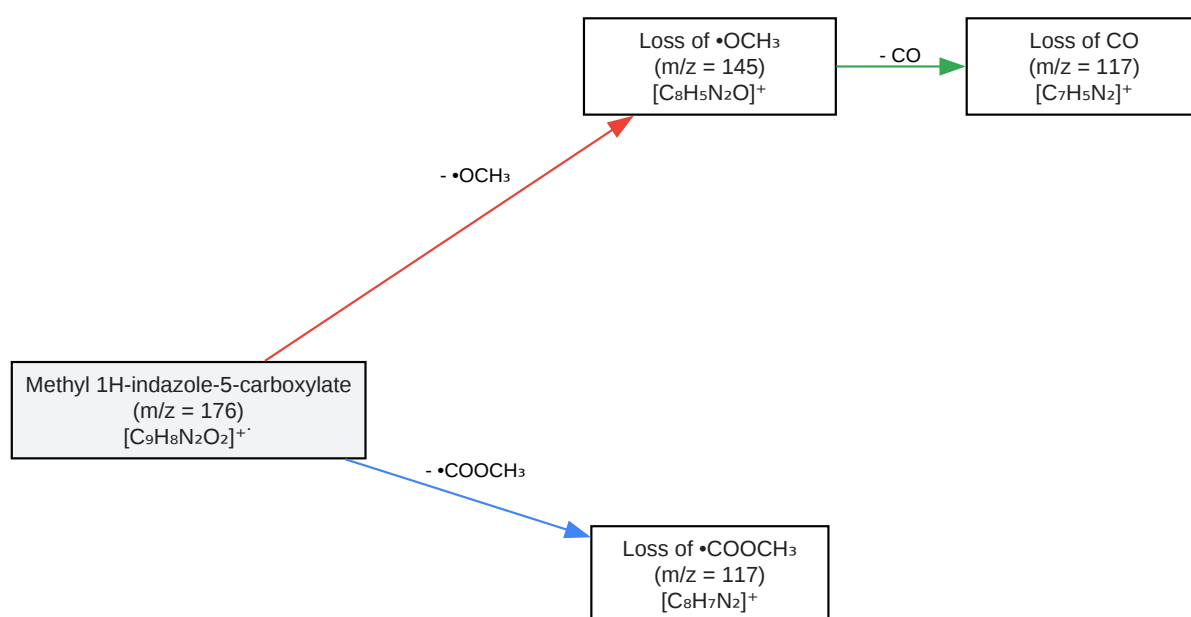 Loss of •OCH₃
(m/z = 145)
[C₈H₅N₂O]⁺
- CO
Loss of CO
(m/z = 117)
[C₇H₅N₂]⁺
- •OCH₃
Methyl 1H-indazole-5-carboxylate
(m/z = 176)
[C₉H₈N₂O₂]⁺˙
- •COOCH₃
Loss of •COOCH₃
(m/z = 117)
[C₈H₇N₂]⁺